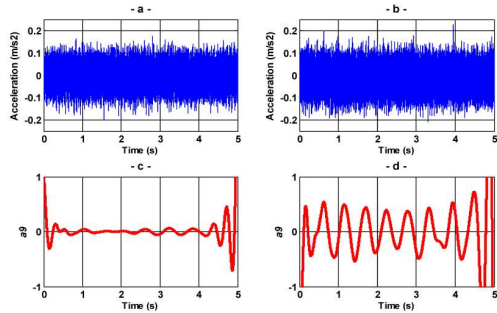 - a -
- b -
0.2
0.1
0
-0.1
-0.2
Acceleration (m/s2)
0 1 2 3 4 5
Time (s)
0.2
0.1
0
-0.1
-0.2
Acceleration (m/s2)
0 1 2 3 4 5
Time (s)
- c -
- d -
1
0
-1
a9
0 1 2 3 4 5
Time (s)
1
0
-1
a9
0 1 2 3 4 5
Time (s)